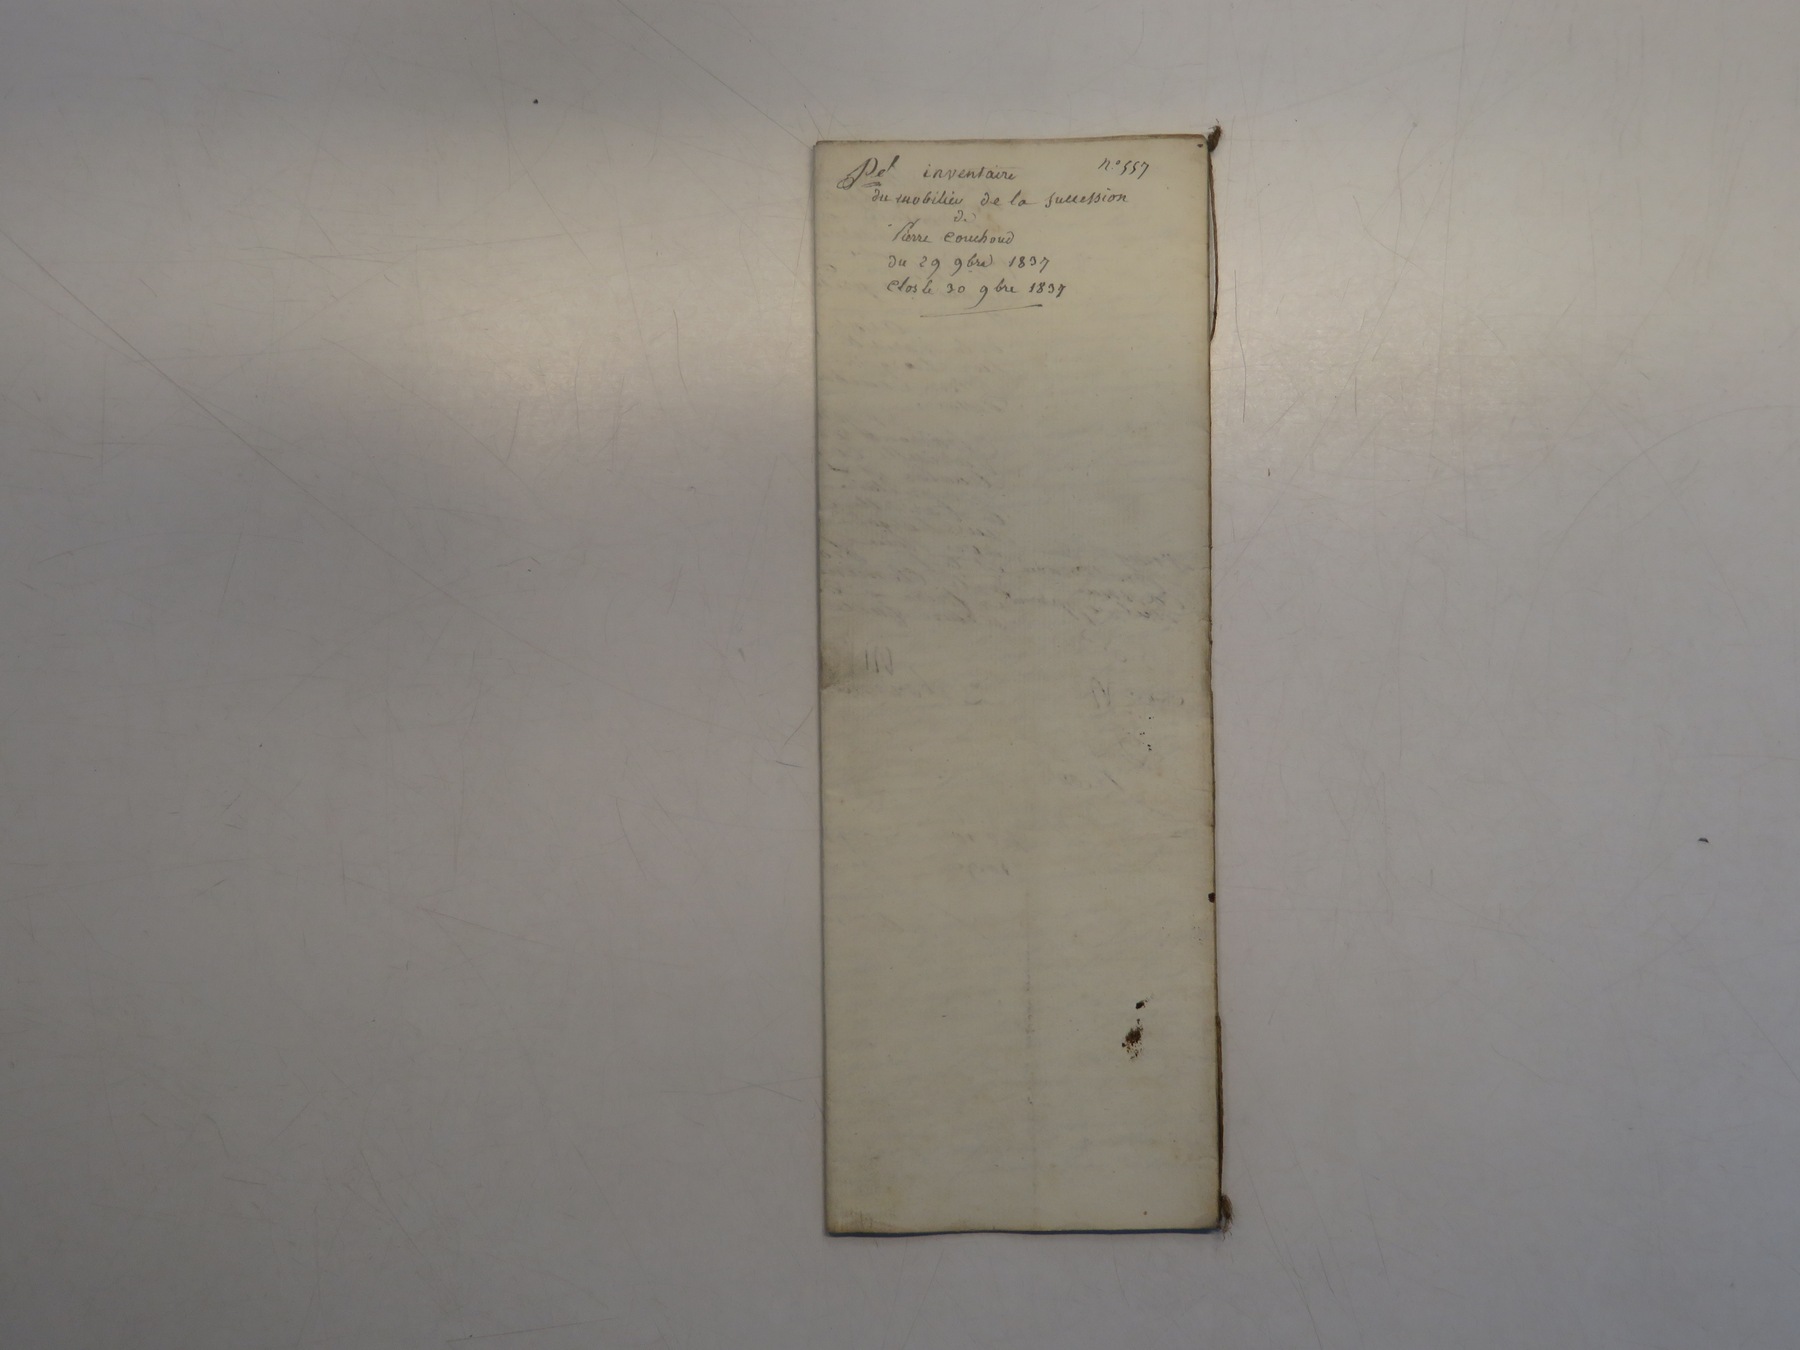 Pet inventaire n° 557
du mobilier de la succession
de
Pierre Couchoud
du 29 9bre 1837
Clos le 30 9bre 1837